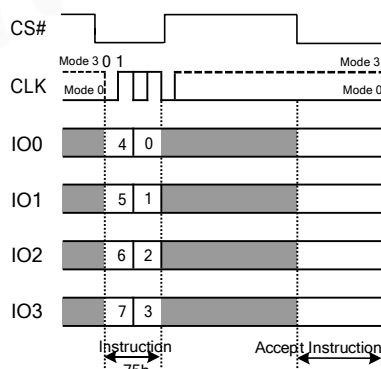 CS#
Mode 3 0 1 Mode 3
CLK Mode 0 Mode 0
IO0 4 0
IO1 5 1
IO2 6 2
IO3 7 3
Instruction Accept Instruction
75h